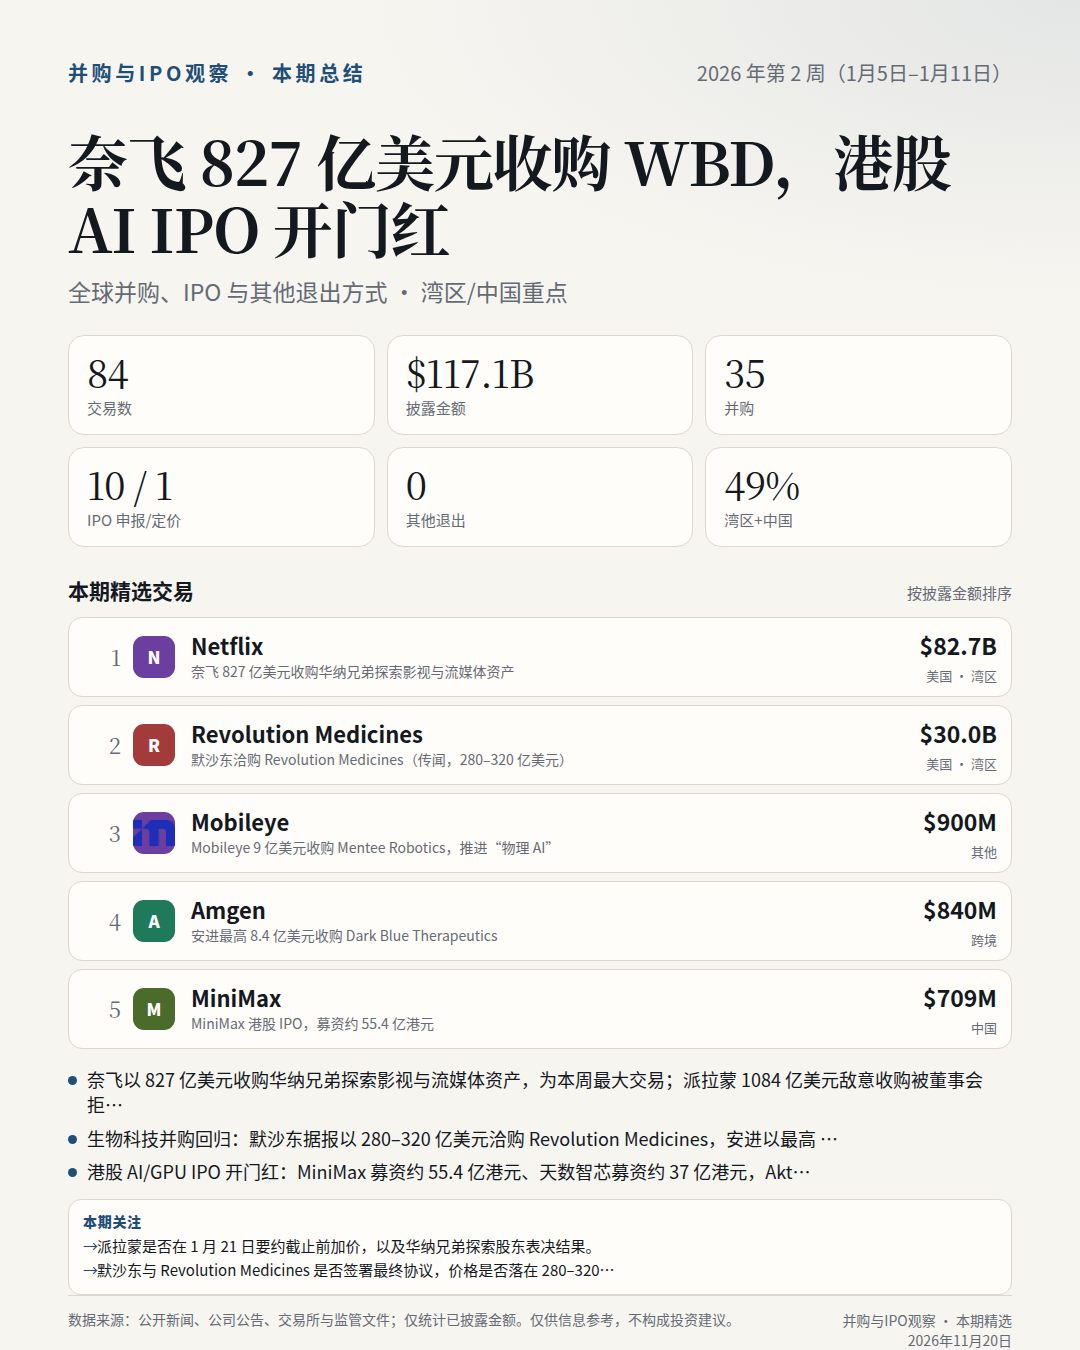 并购与IPO观察 · 本期总结
2026 年第 2 周（1月5日–1月11日）
奈飞 827 亿美元收购 WBD，港股
AI IPO 开门红
全球并购、IPO 与其他退出方式 · 湾区/中国重点
84
交易数
$117.1B
披露金额
35
并购
10 / 1
IPO 申报/定价
0
其他退出
49%
湾区+中国
本期精选交易
按披露金额排序
1
N
Netflix
奈飞 827 亿美元收购华纳兄弟探索影视与流媒体资产
$82.7B
美国 · 湾区
2
R
Revolution Medicines
默沙东洽购 Revolution Medicines（传闻，280–320 亿美元）
$30.0B
美国 · 湾区
3
m
Mobileye
Mobileye 9 亿美元收购 Mentee Robotics，推进“物理 AI”
$900M
其他
4
A
Amgen
安进最高 8.4 亿美元收购 Dark Blue Therapeutics
$840M
跨境
5
M
MiniMax
MiniMax 港股 IPO，募资约 55.4 亿港元
$709M
中国
奈飞以 827 亿美元收购华纳兄弟探索影视与流媒体资产，为本周最大交易；派拉蒙 1084 亿美元敌意收购被董事会
拒…
生物科技并购回归：默沙东据报以 280–320 亿美元洽购 Revolution Medicines，安进以最高 …
港股 AI/GPU IPO 开门红：MiniMax 募资约 55.4 亿港元、天数智芯募资约 37 亿港元，Akt…
本期关注
→派拉蒙是否在 1 月 21 日要约截止前加价，以及华纳兄弟探索股东表决结果。
→默沙东与 Revolution Medicines 是否签署最终协议，价格是否落在 280–320…
数据来源：公开新闻、公司公告、交易所与监管文件；仅统计已披露金额。仅供信息参考，不构成投资建议。
并购与IPO观察 · 本期精选
2026年11月20日